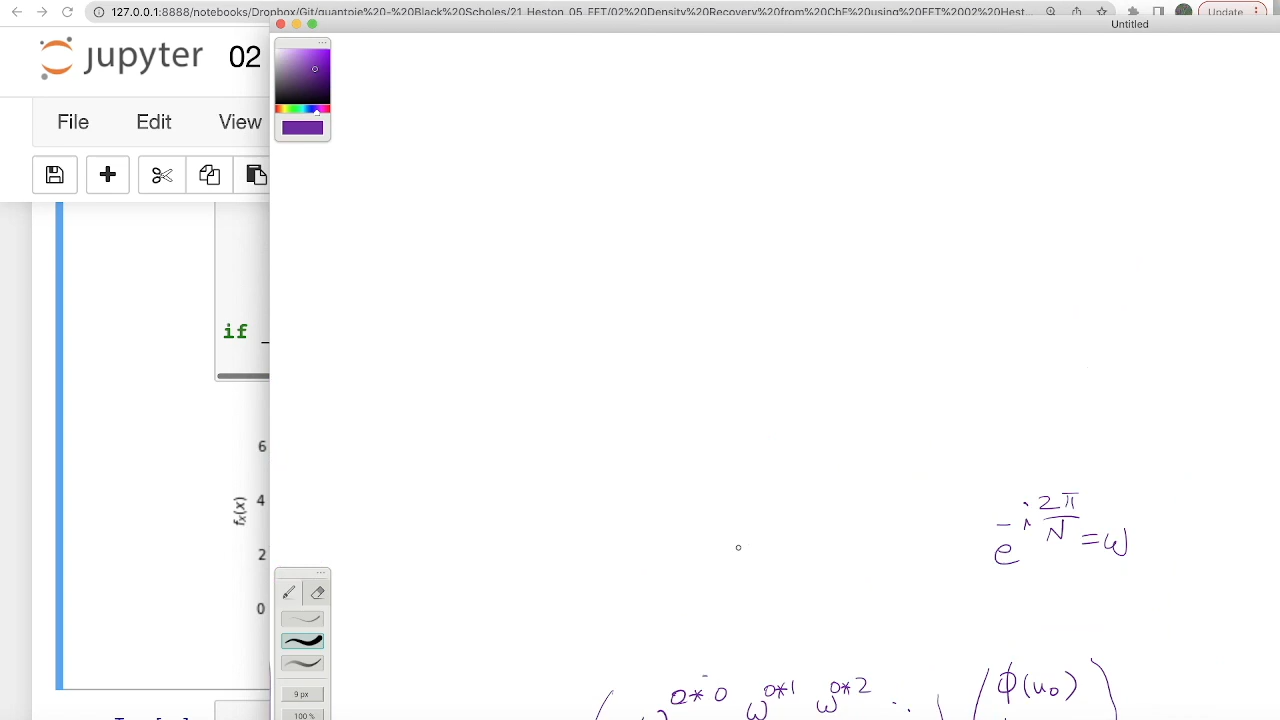 127.0.0.1:8888/notebooks/Dropbox/Git/quantpie%20-%20Black%20Scholes/21_Heston_05_FFT/02%20Density%20Recovery%20from%20ChF%20using%20FFT%2002%20Hest...
Update
Untitled
jupyter 02
File Edit View
if _
6
4
2
0
fₓ(x)
9 px
100 %
e^{-i 2π/N} = ω
ω^{0*0} ω^{0*1} ω^{0*2} ...
ϕ(u₀)